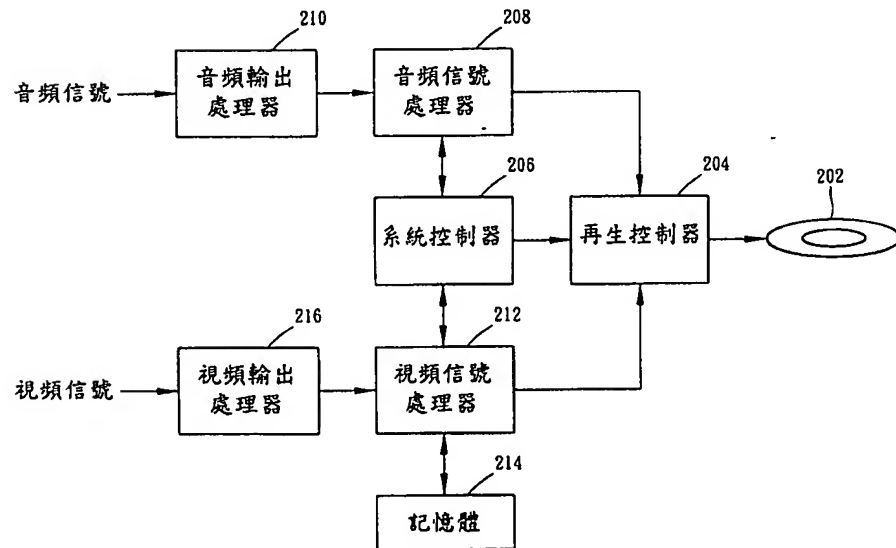 210
208
音頻信號
音頻輸出
處理器
音頻信號
處理器
206
204
202
系統控制器
再生控制器
216
212
視頻信號
視頻輸出
處理器
視頻信號
處理器
214
記憶體